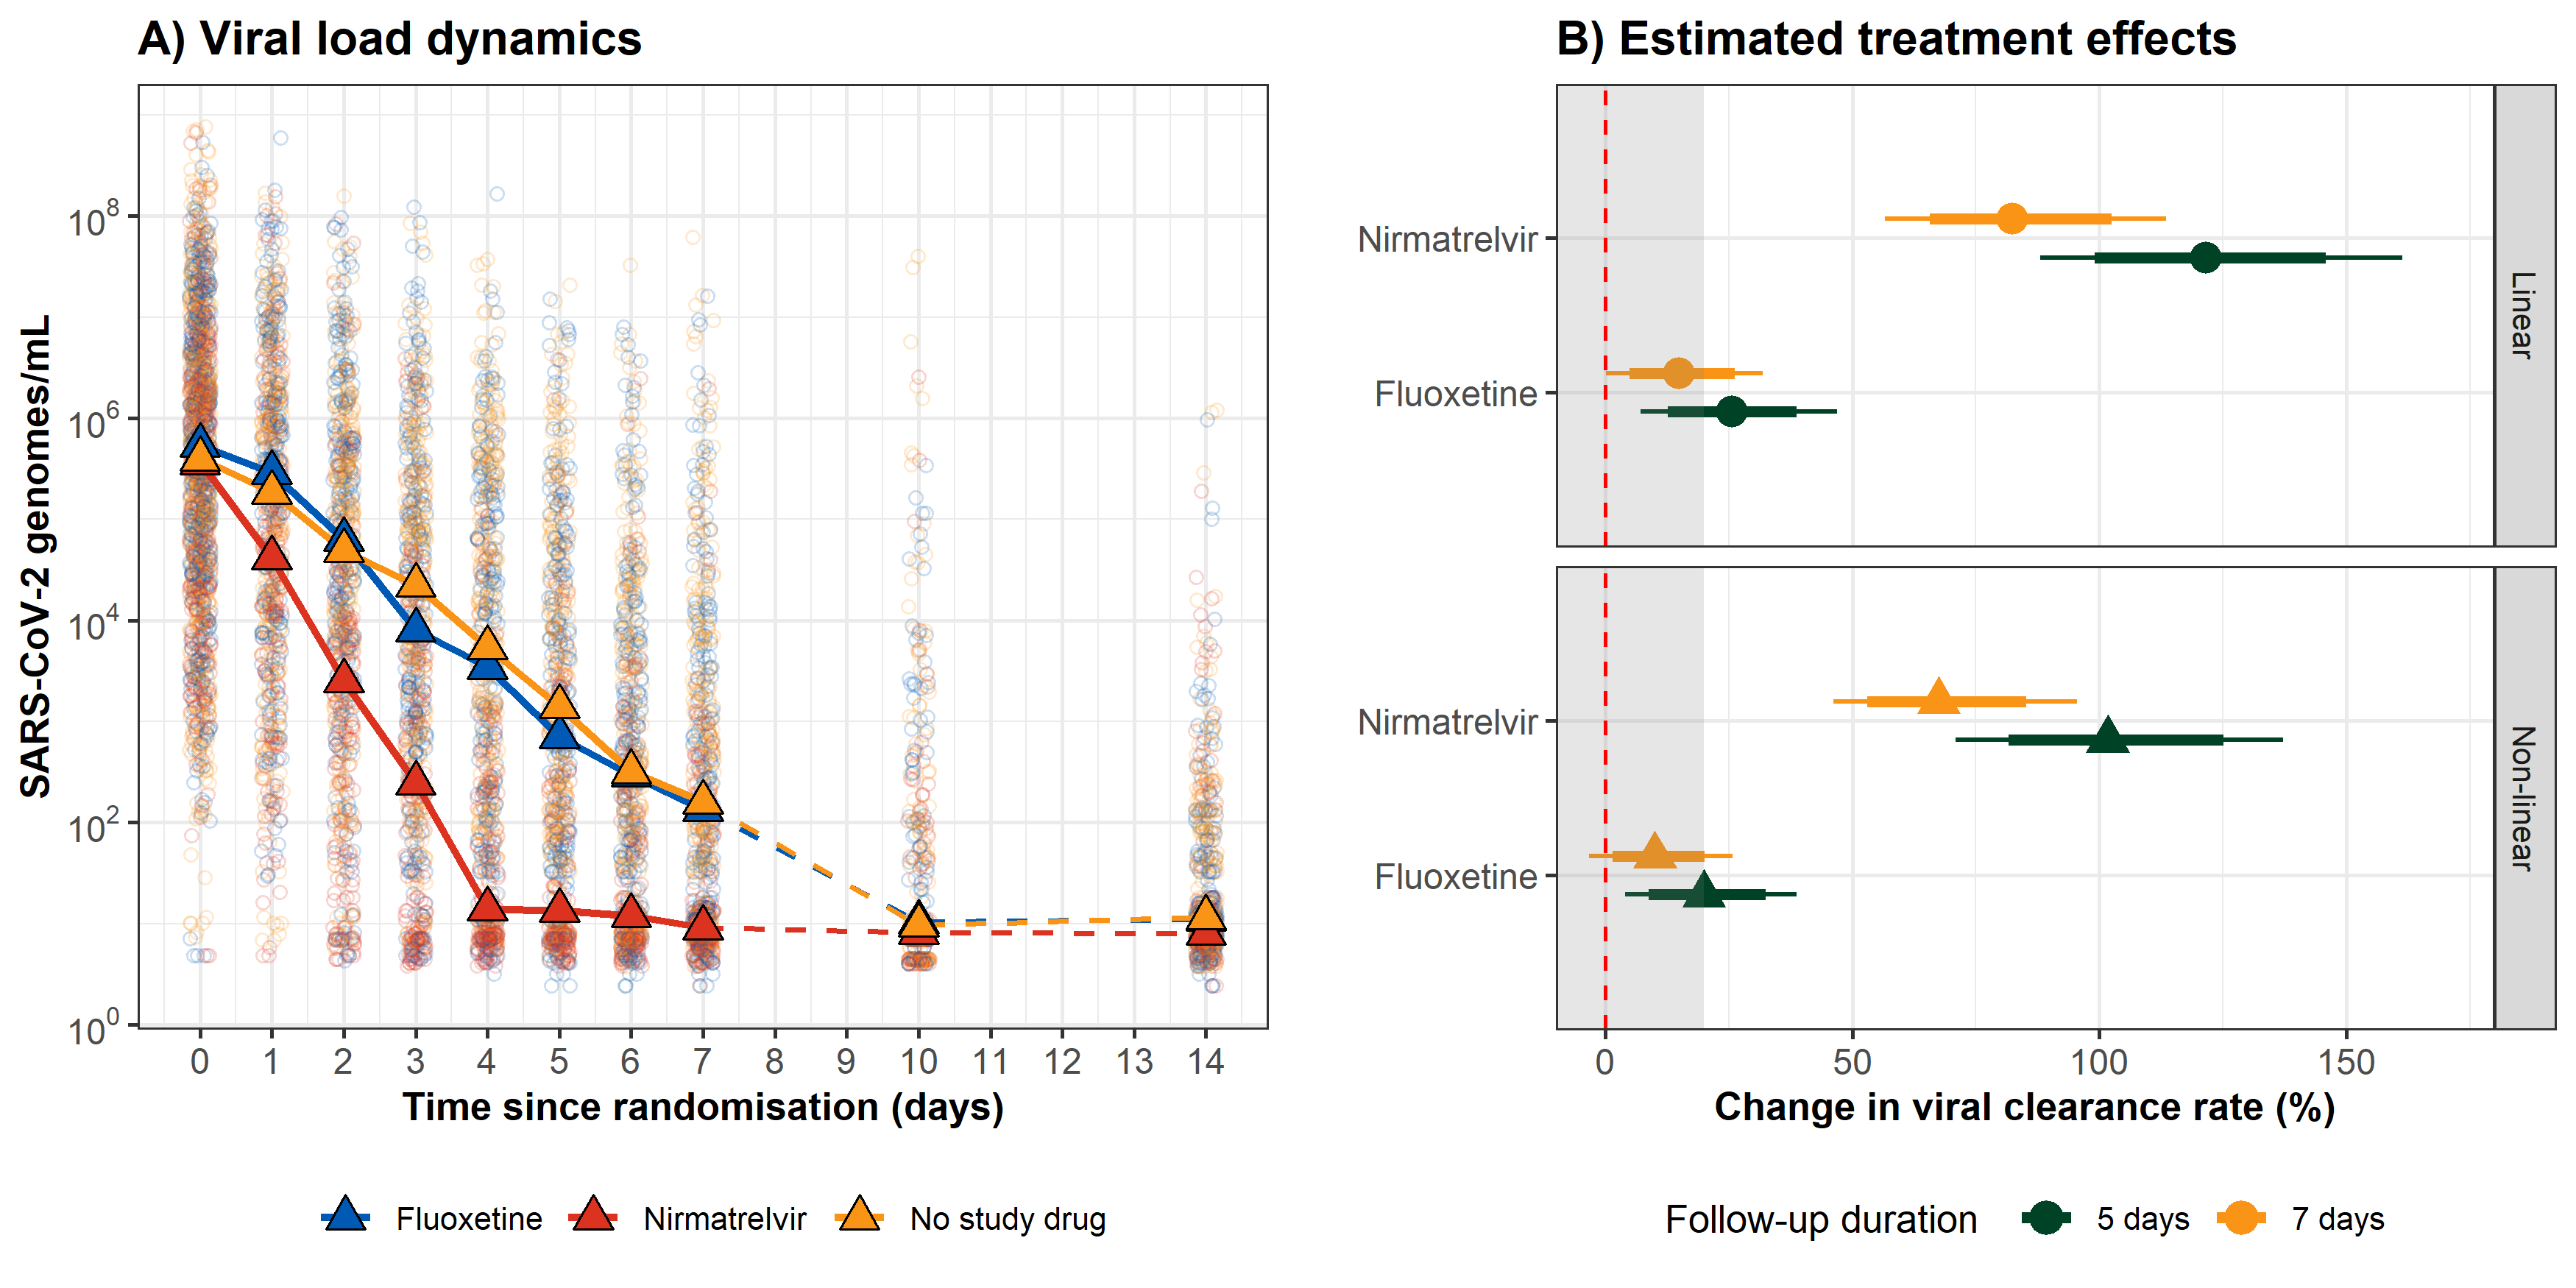 A) Viral load dynamics
SARS-CoV-2 genomes/mL
10^8
10^6
10^4
10^2
10^0
0 1 2 3 4 5 6 7 8 9 10 11 12 13 14
Time since randomisation (days)
Fluoxetine Nirmatrelvir No study drug
B) Estimated treatment effects
Nirmatrelvir
Fluoxetine
Linear
Nirmatrelvir
Fluoxetine
Non-linear
0 50 100 150
Change in viral clearance rate (%)
Follow-up duration 5 days 7 days